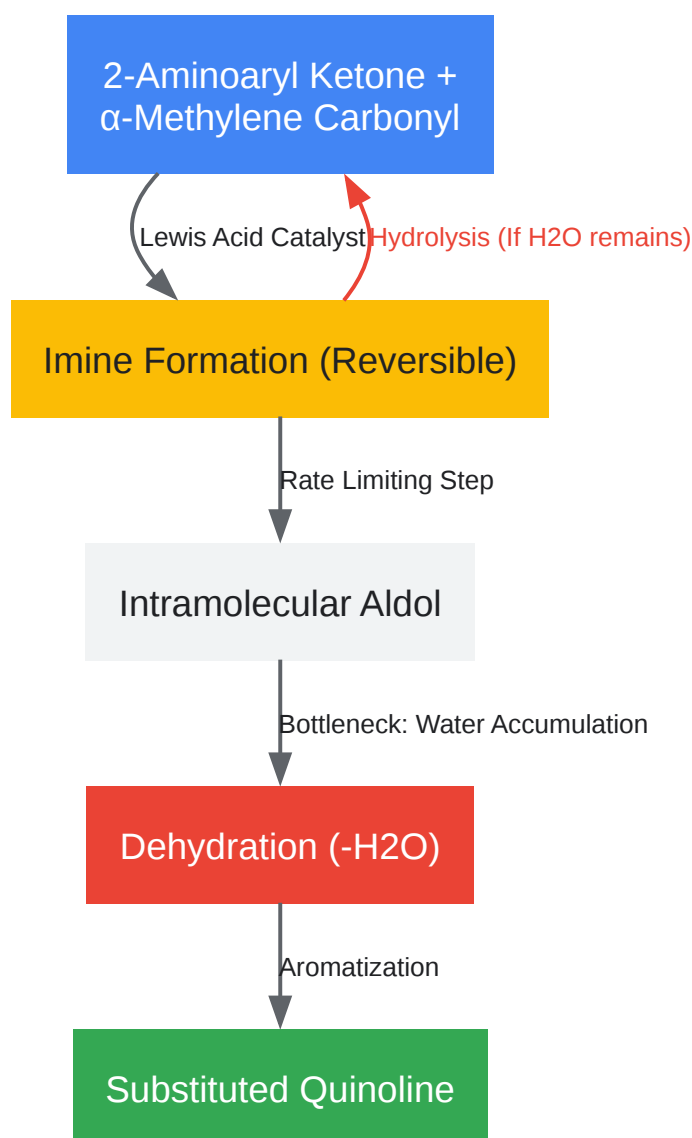 2-Aminoaryl Ketone +
α-Methylene Carbonyl
Lewis Acid Catalyst
Hydrolysis (If H2O remains)
Imine Formation (Reversible)
Rate Limiting Step
Intramolecular Aldol
Bottleneck: Water Accumulation
Dehydration (-H2O)
Aromatization
Substituted Quinoline